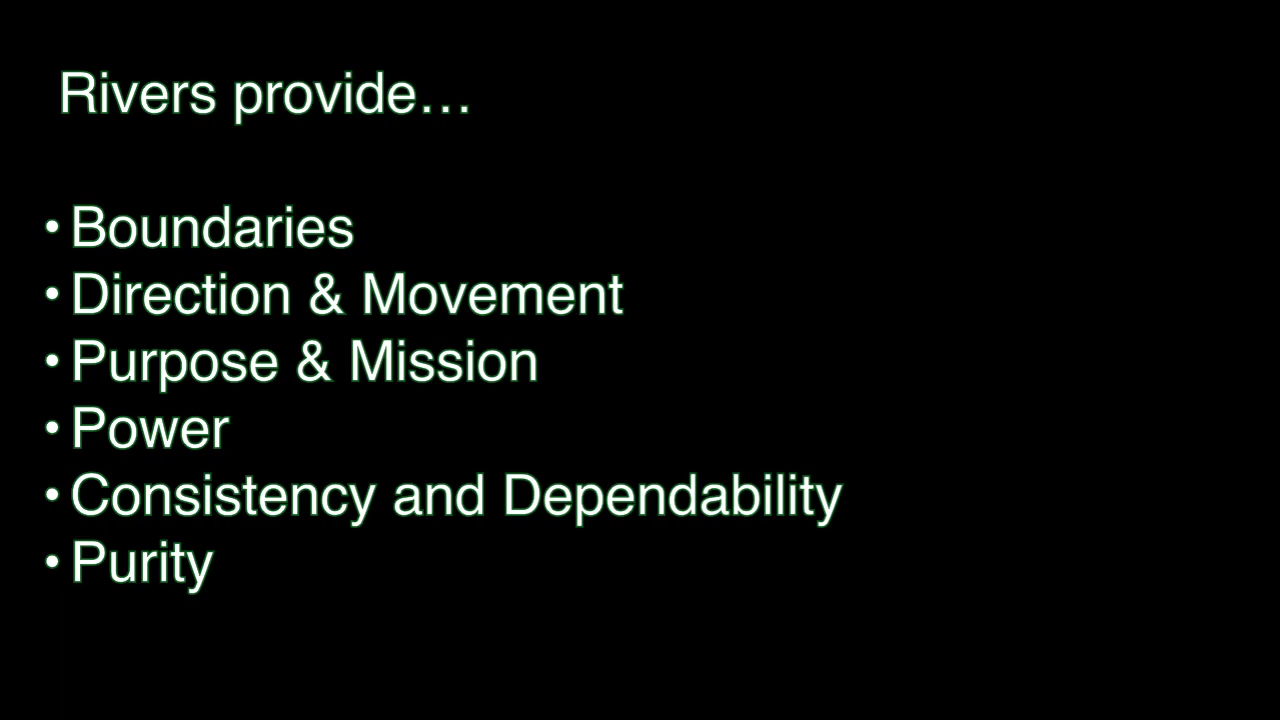 Rivers provide…
• Boundaries
• Direction & Movement
• Purpose & Mission
• Power
• Consistency and Dependability
• Purity